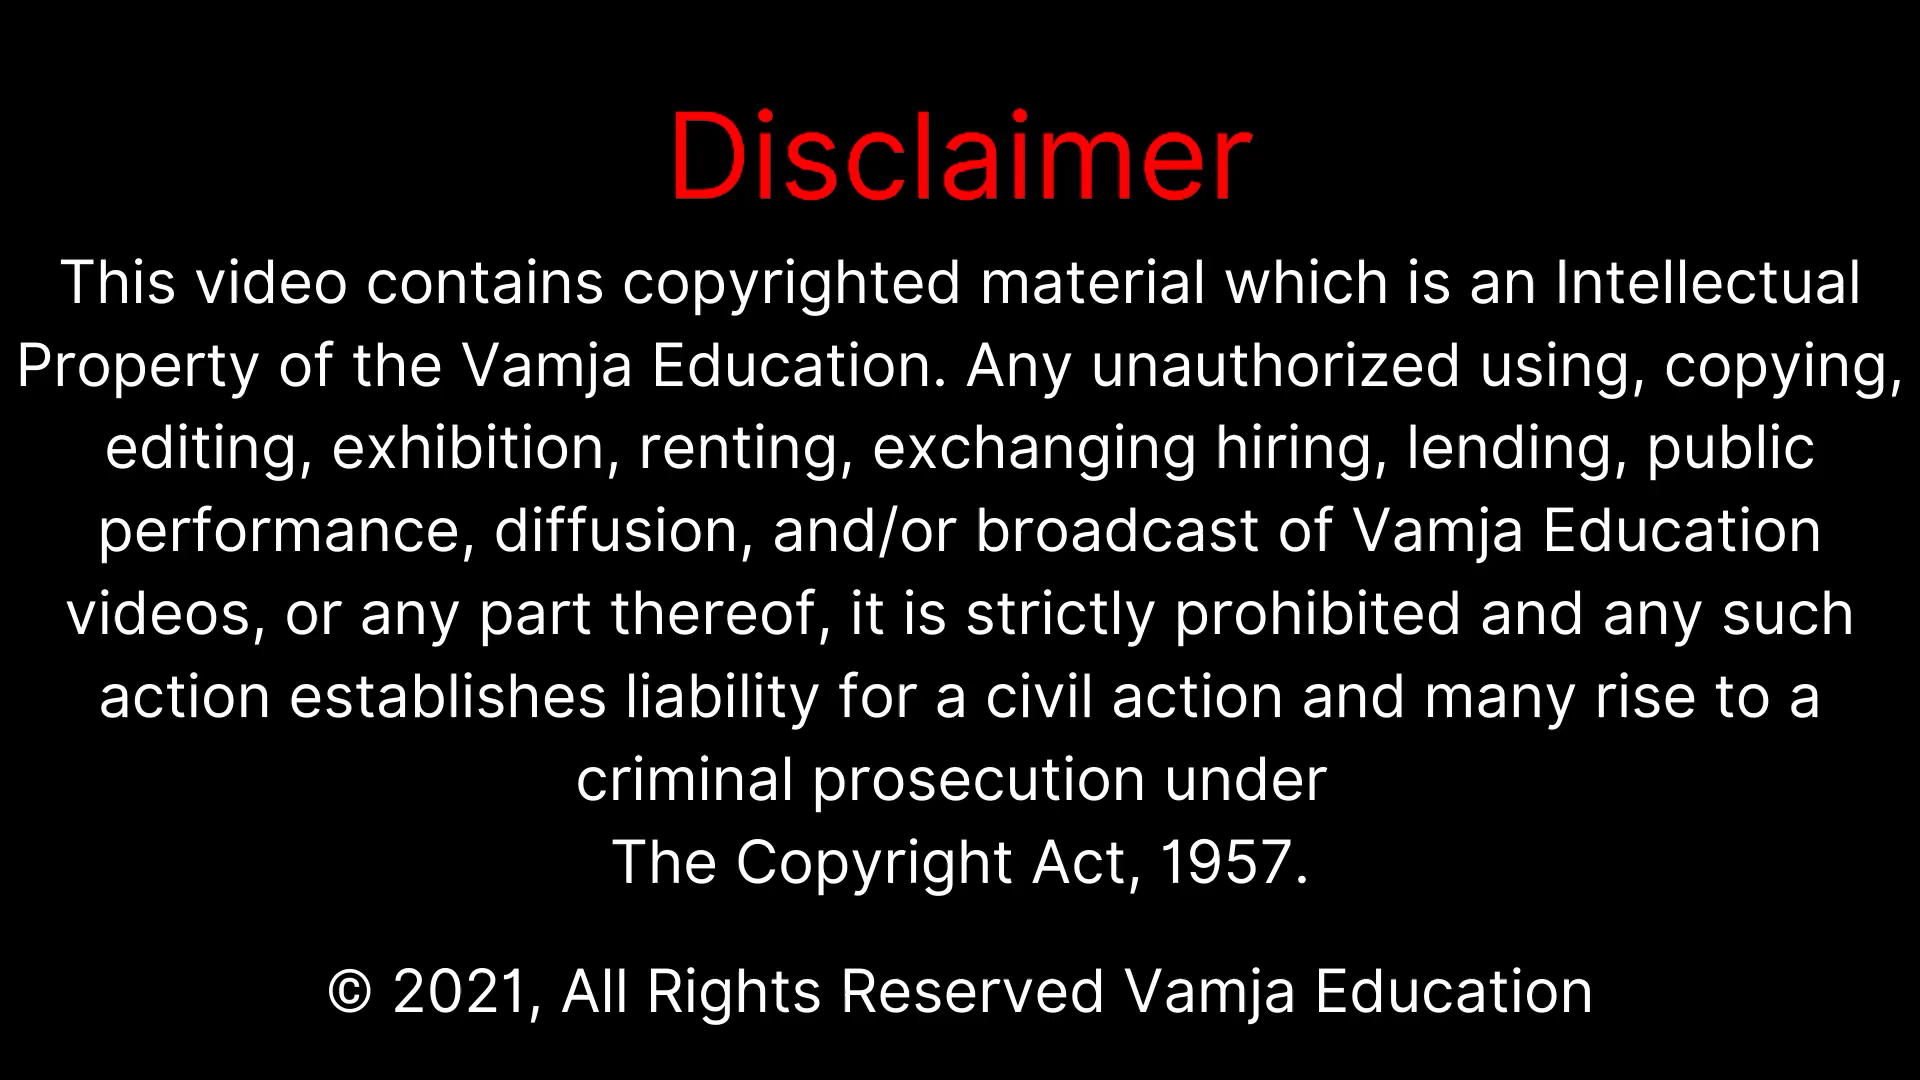 Disclaimer
This video contains copyrighted material which is an Intellectual
Property of the Vamja Education. Any unauthorized using, copying,
editing, exhibition, renting, exchanging hiring, lending, public
performance, diffusion, and/or broadcast of Vamja Education
videos, or any part thereof, it is strictly prohibited and any such
action establishes liability for a civil action and many rise to a
criminal prosecution under
The Copyright Act, 1957.
© 2021, All Rights Reserved Vamja Education